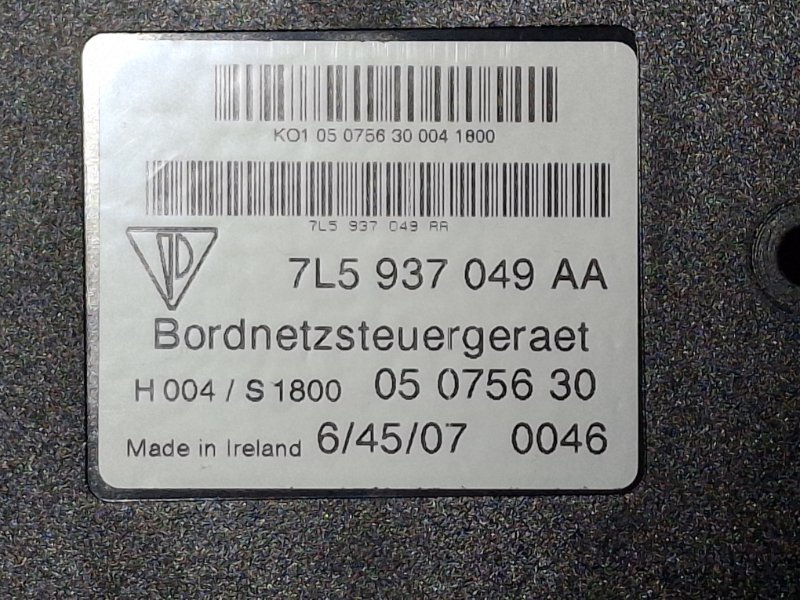 KO1 05 0756 30 004 1800
7L5 937 049 AA
7L5 937 049 AA
Bordnetzsteuergeraet
H 004 / S 1800 05 0756 30
Made in Ireland 6/45/07 0046